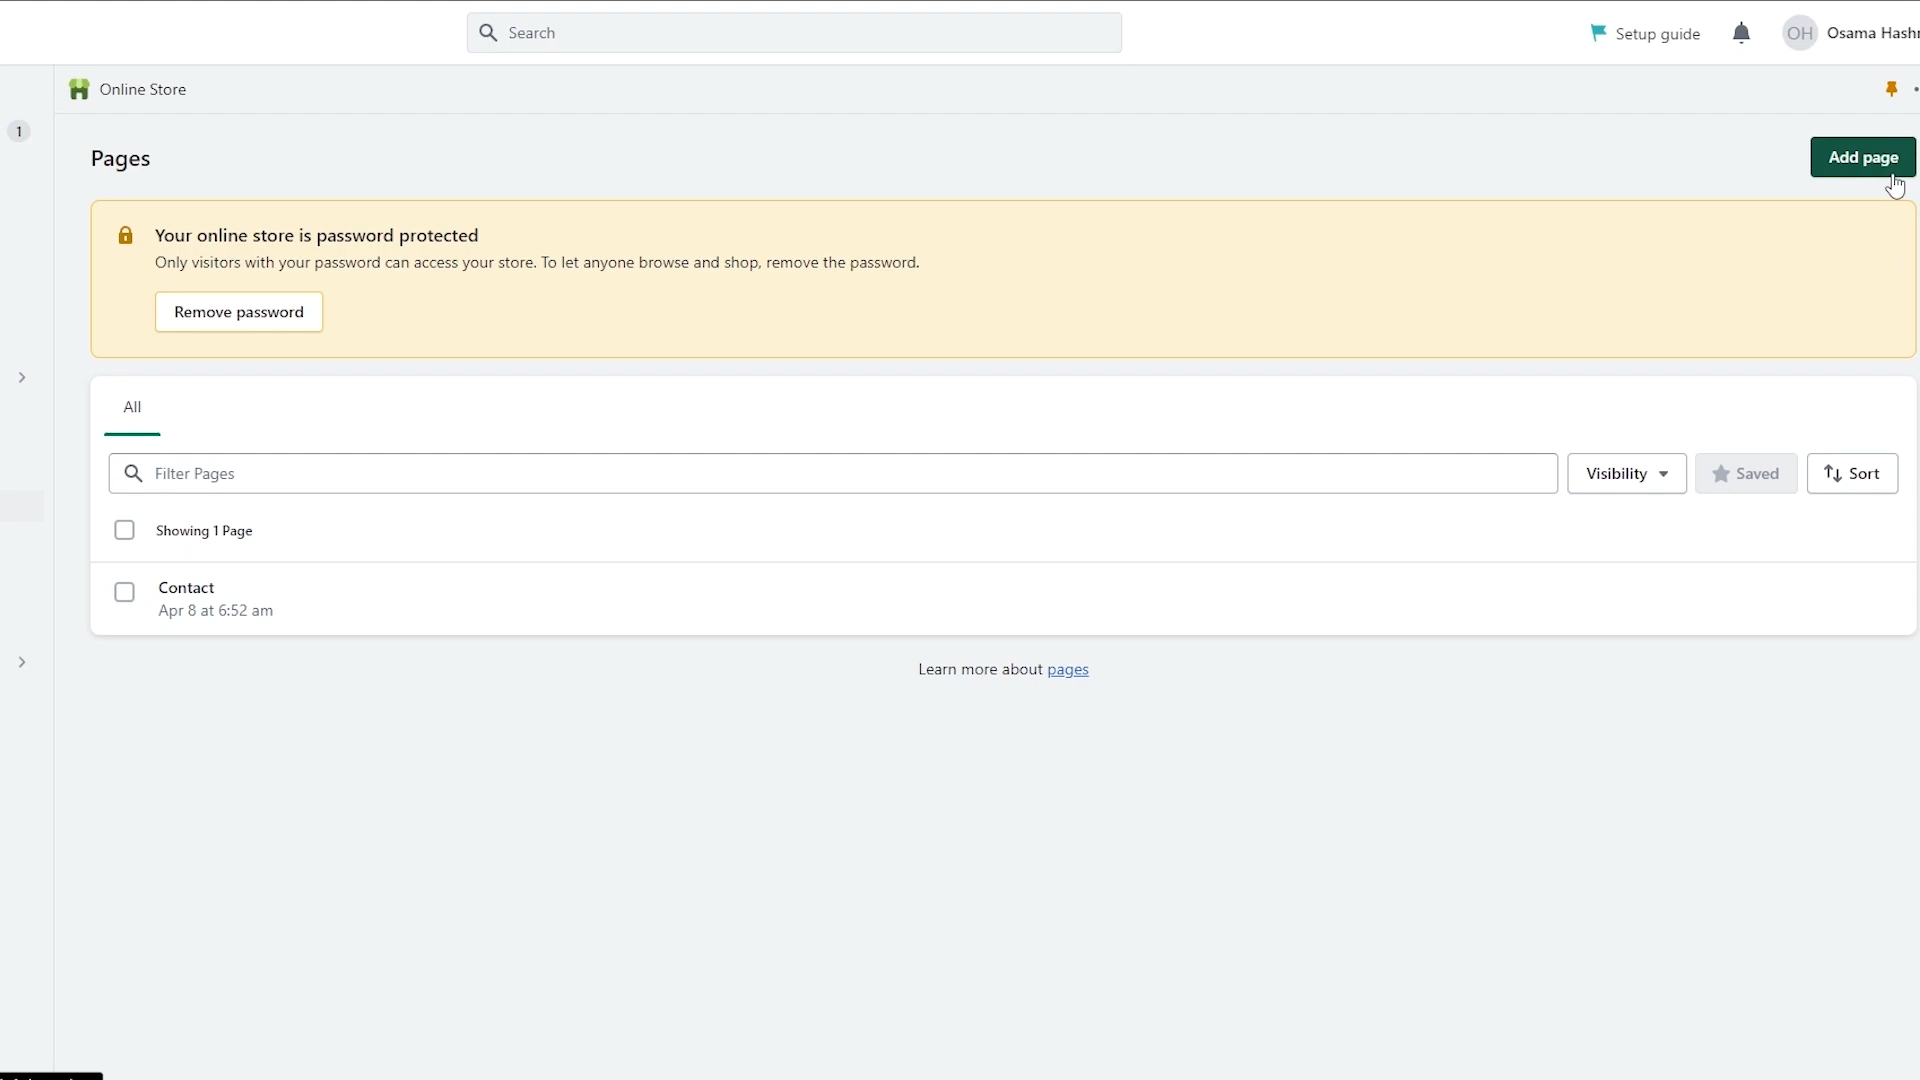 Search
Setup guide
OH
Osama
Online Store
1
Pages
Add page
Your online store is password protected
Only visitors with your password can access your store. To let anyone browse and shop, remove the password.
Remove password
All
Filter Pages
Visibility
Saved
Sort
Showing 1 Page
Contact
Apr 8 at 6:52 am
Learn more about pages